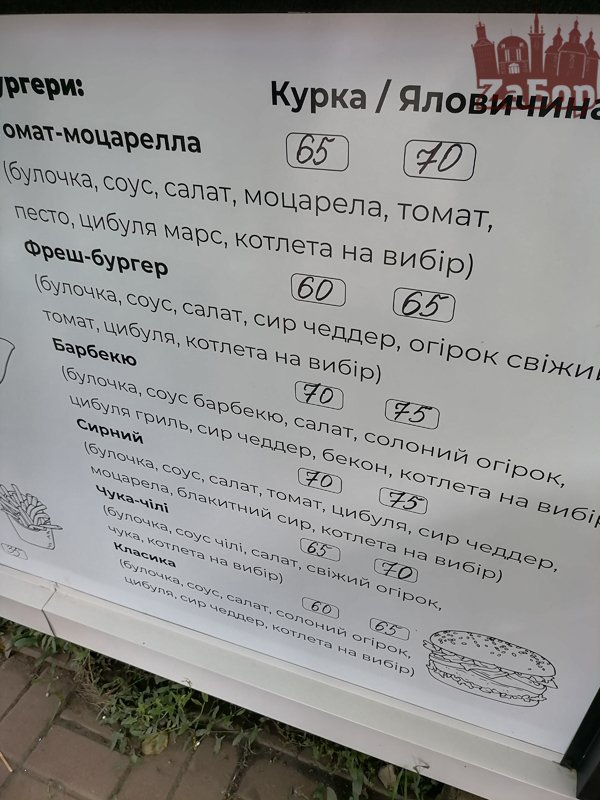 ургери:
Курка / Яловичина
ZaБор
омат-моцарелла
65 70
(булочка, соус, салат, моцарела, томат,
песто, цибуля марс, котлета на вибір)
Фреш-бургер
60 65
(булочка, соус, салат, сир чеддер, огірок свіжий
томат, цибуля, котлета на вибір)
Барбекю
70 75
(булочка, соус барбекю, салат, солоний огірок,
цибуля гриль, сир чеддер, бекон, котлета на вибір
Сирний
70 75
(булочка, соус, салат, томат, цибуля, сир чеддер,
моцарела, блакитний сир, котлета на вибір)
Чука-чілі
65 70
(булочка, соус чілі, салат, свіжий огірок,
чука, котлета на вибір)
Класика
60 65
(булочка, соус, салат, солоний огірок,
цибуля, сир чеддер, котлета на вибір)
35